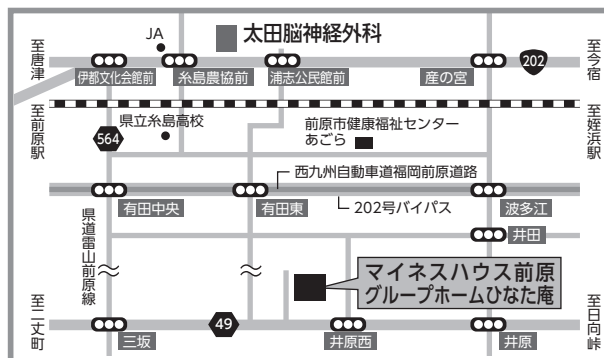 JA
太田脳神経外科
至唐津
至今宿
202
伊都文化会館前
糸島農協前
浦志公民館前
産の宮
至前原駅
至姪浜駅
564
県立糸島高校
前原市健康福祉センター
あごら
西九州自動車道福岡前原道路
有田中央
有田東
202号バイパス
波多江
井田
県道雷山前原線
マイネスハウス前原
グループホームひなた庵
至二丈町
至日向峠
49
三坂
井原西
井原